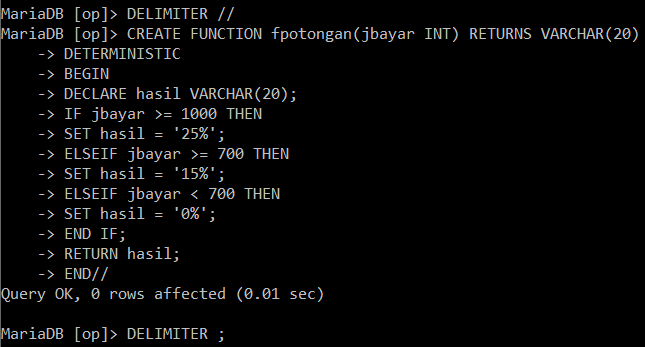 MariaDB [op]> DELIMITER //
MariaDB [op]> CREATE FUNCTION fpotongan(jbayar INT) RETURNS VARCHAR(20)
    -> DETERMINISTIC
    -> BEGIN
    -> DECLARE hasil VARCHAR(20);
    -> IF jbayar >= 1000 THEN
    -> SET hasil = '25%';
    -> ELSEIF jbayar >= 700 THEN
    -> SET hasil = '15%';
    -> ELSEIF jbayar < 700 THEN
    -> SET hasil = '0%';
    -> END IF;
    -> RETURN hasil;
    -> END//
Query OK, 0 rows affected (0.01 sec)
MariaDB [op]> DELIMITER ;